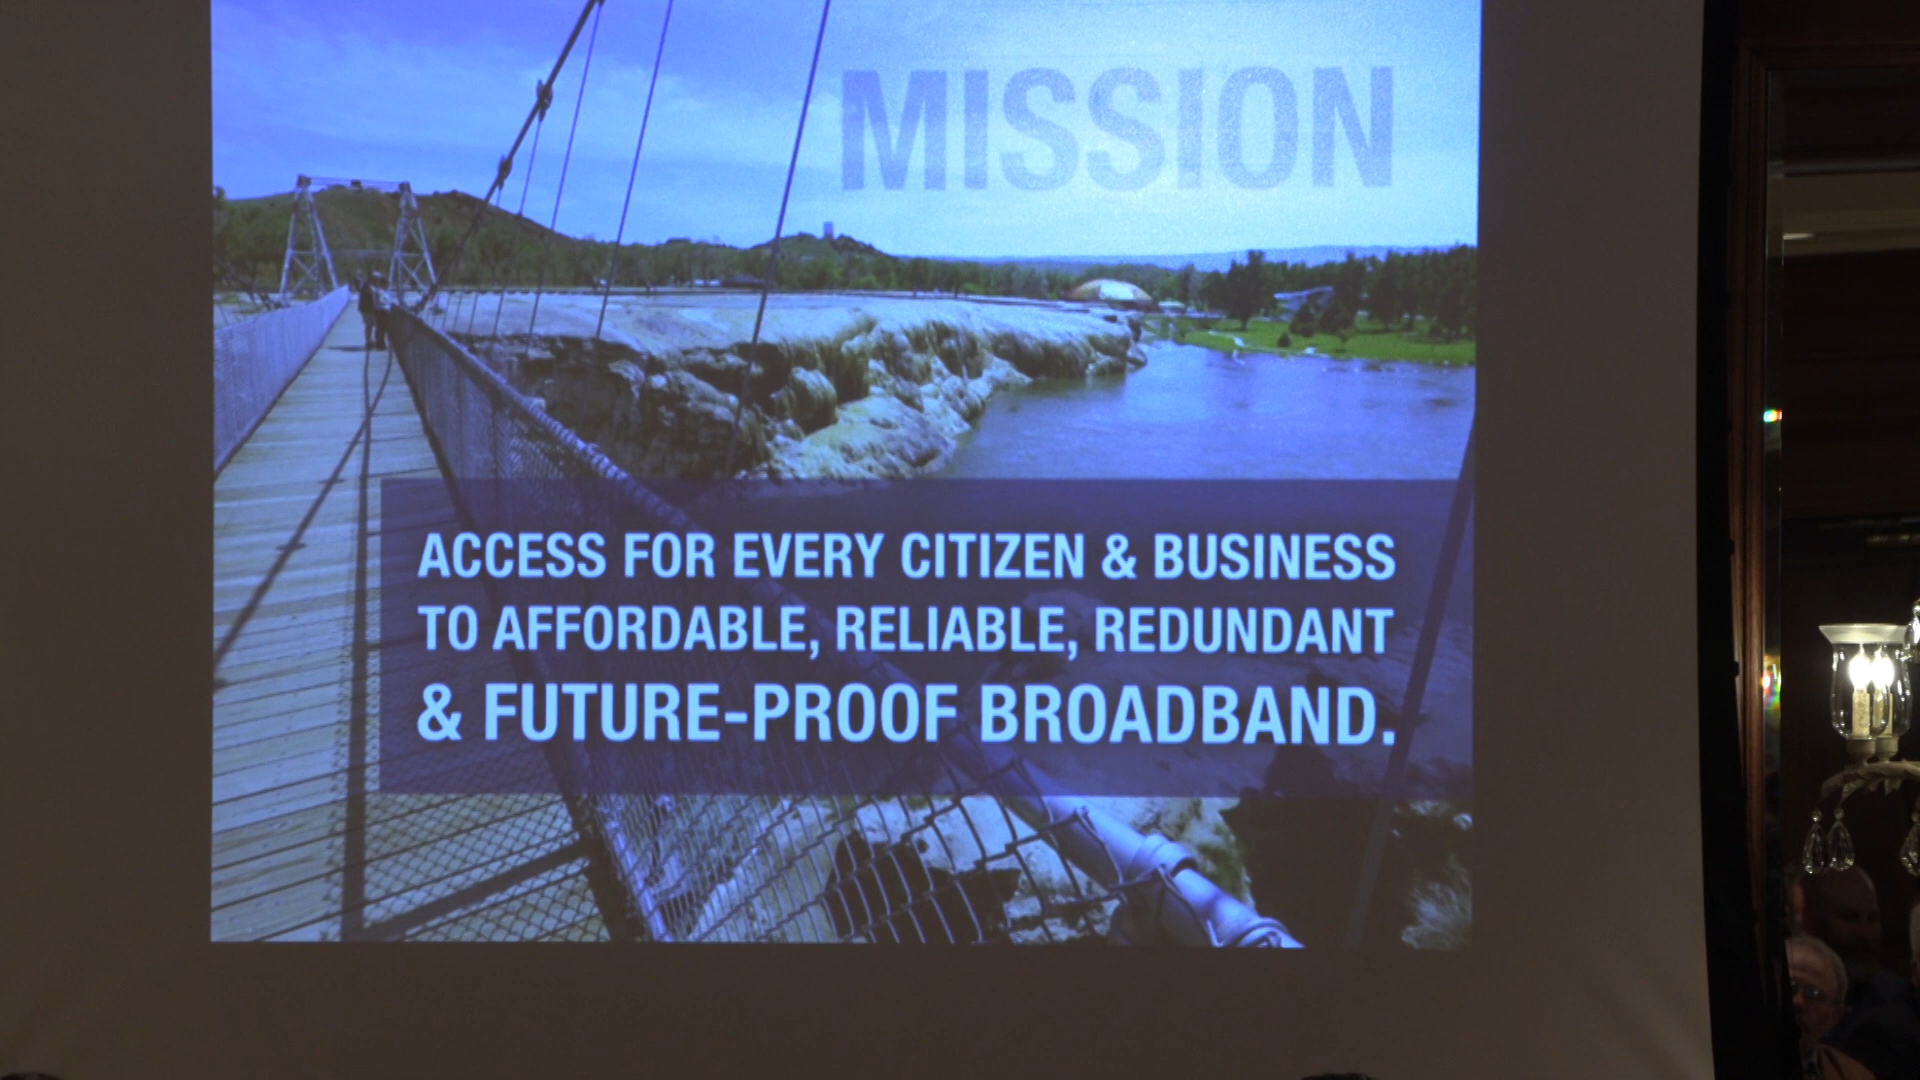 MISSION
ACCESS FOR EVERY CITIZEN & BUSINESS
TO AFFORDABLE, RELIABLE, REDUNDANT
& FUTURE-PROOF BROADBAND.